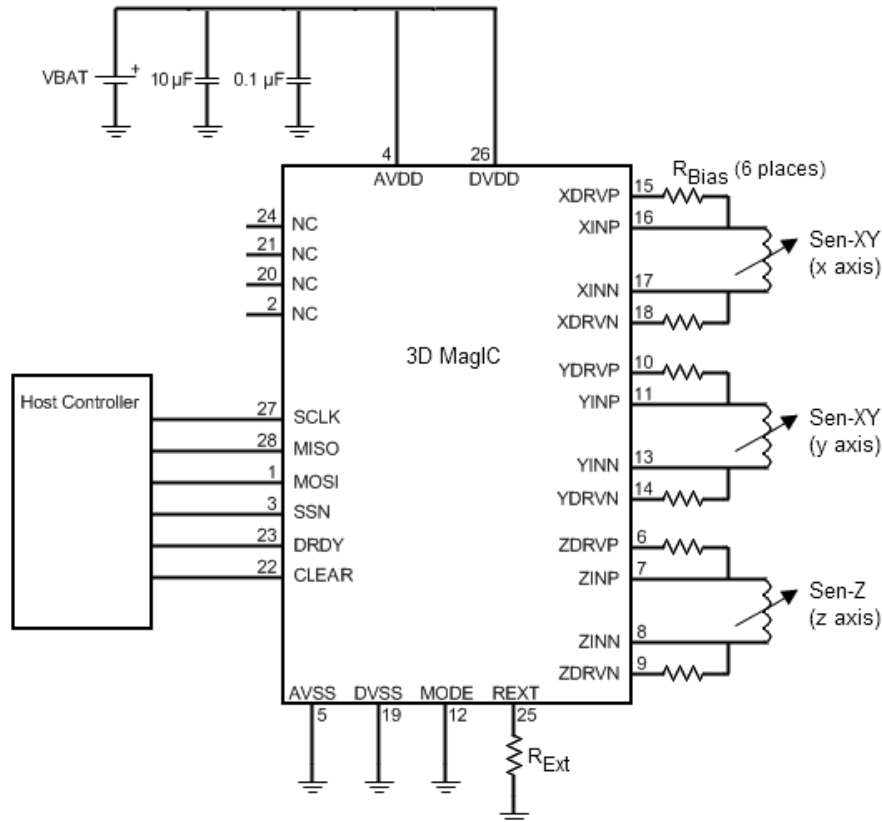 VBAT
+
10 µF
0.1 µF
4
26
AVDD
DVDD
24
NC
21
NC
20
NC
2
NC
3D MagIC
Host Controller
27
SCLK
28
MISO
1
MOSI
3
SSN
23
DRDY
22
CLEAR
XDRVP
15
RBias (6 places)
XINP
16
Sen-XY
(x axis)
XINN
17
XDRVN
18
YDRVP
10
YINP
11
Sen-XY
(y axis)
YINN
13
YDRVN
14
ZDRVP
6
ZINP
7
Sen-Z
(z axis)
ZINN
8
ZDRVN
9
AVSS
DVSS
MODE
REXT
5
19
12
25
RExt